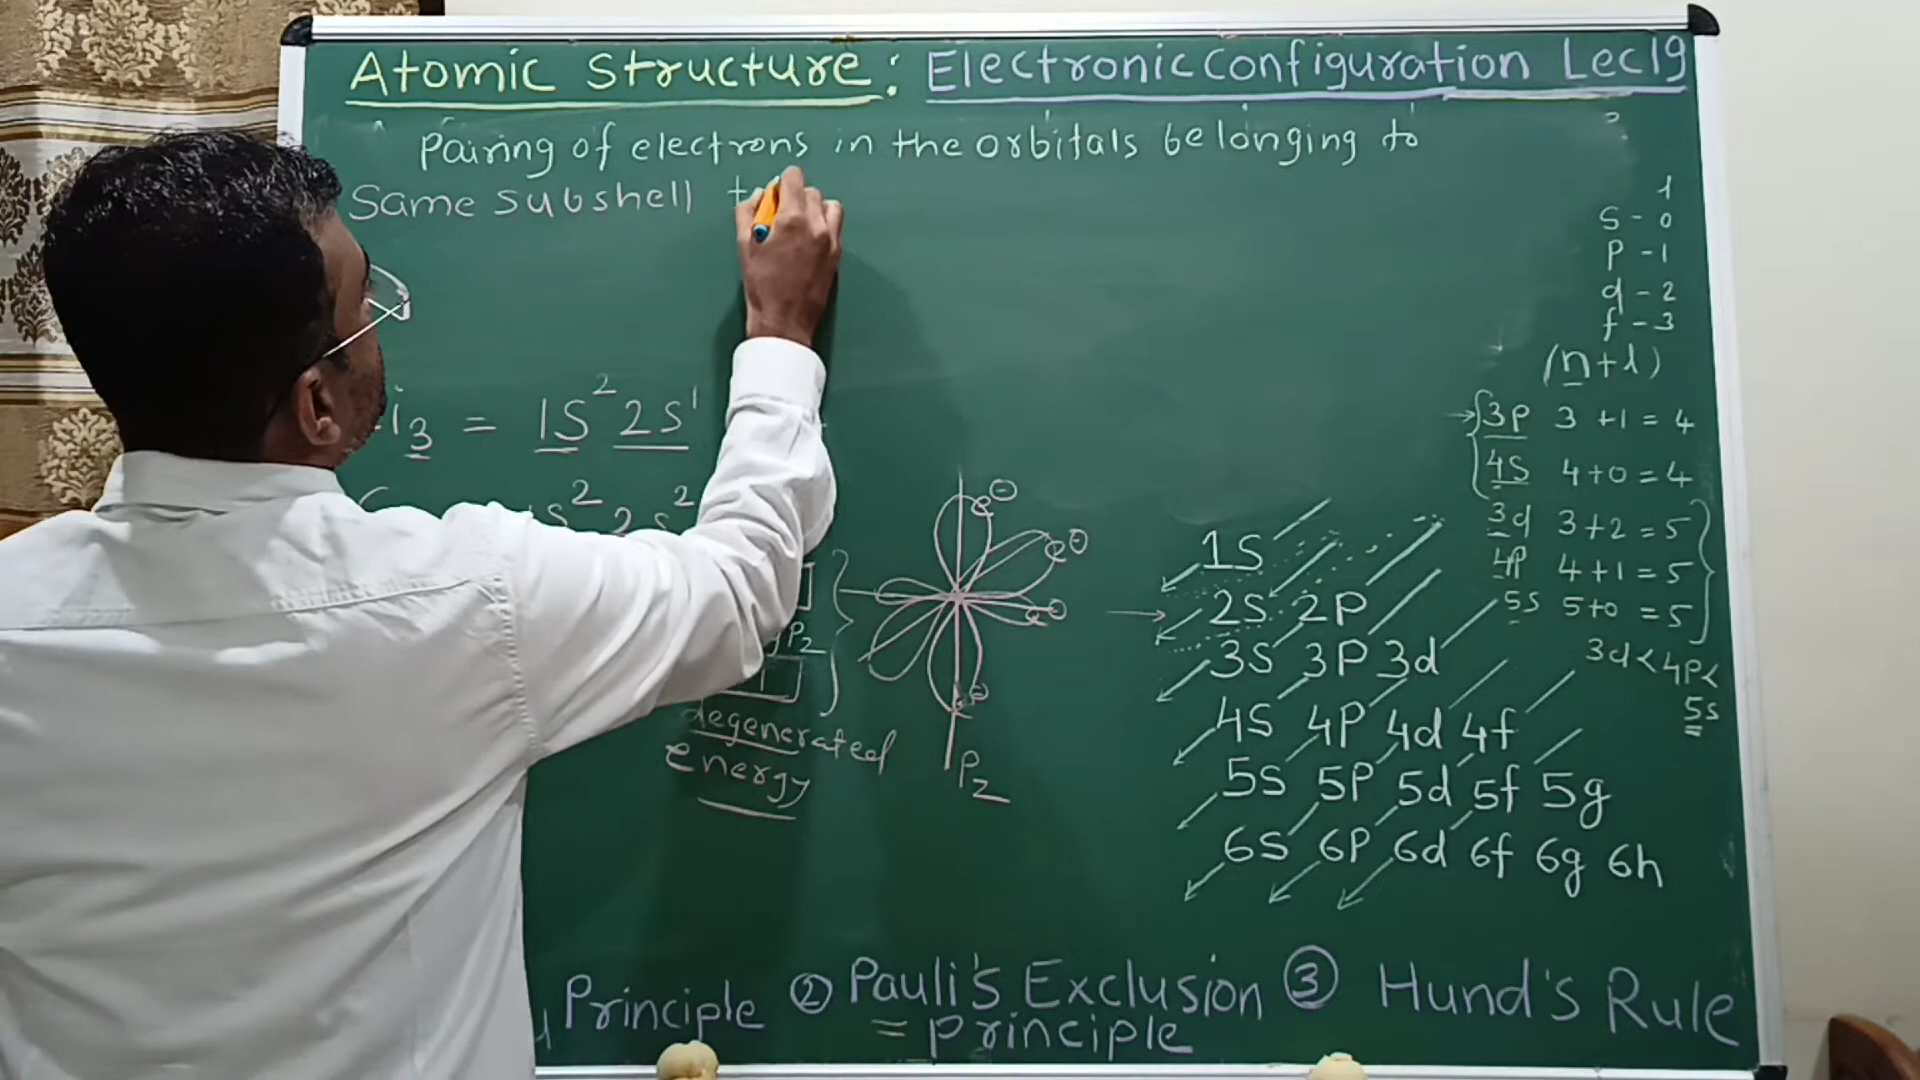 Atomic structure: Electronic Configuration Lec19
Pairing of electrons in the orbitals belonging to
Same subshell
l
S - 0
P - 1
d - 2
f - 3
(n+l)
3P 3+1=4
4S 4+0=4
3d 3+2=5
4P 4+1=5
5s 5+0=5
3d<4P<
5s
i₃ = 1S² 2S¹
1s² 2s²
P₂
e⊖
e⊖
degenerated
energy
P₂
1S
2S 2P
3S 3P 3d
4S 4P 4d 4f
5S 5P 5d 5f 5g
6S 6P 6d 6f 6g 6h
Principle ② Pauli's Exclusion ③ Hund's Rule
= principle